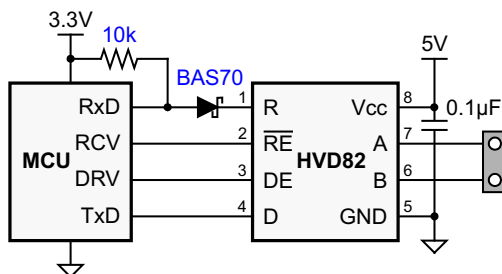 3.3V
10k
BAS70
5V
0.1µF
MCU
RxD
RCV
DRV
TxD
1
2
3
4
HVD82
R
RE
DE
D
Vcc
A
B
GND
8
7
6
5